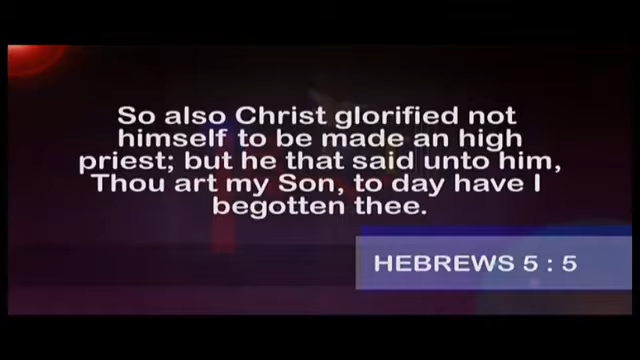 So also Christ glorified not
himself to be made an high
priest; but he that said unto him,
Thou art my Son, to day have I
begotten thee.
HEBREWS 5 : 5